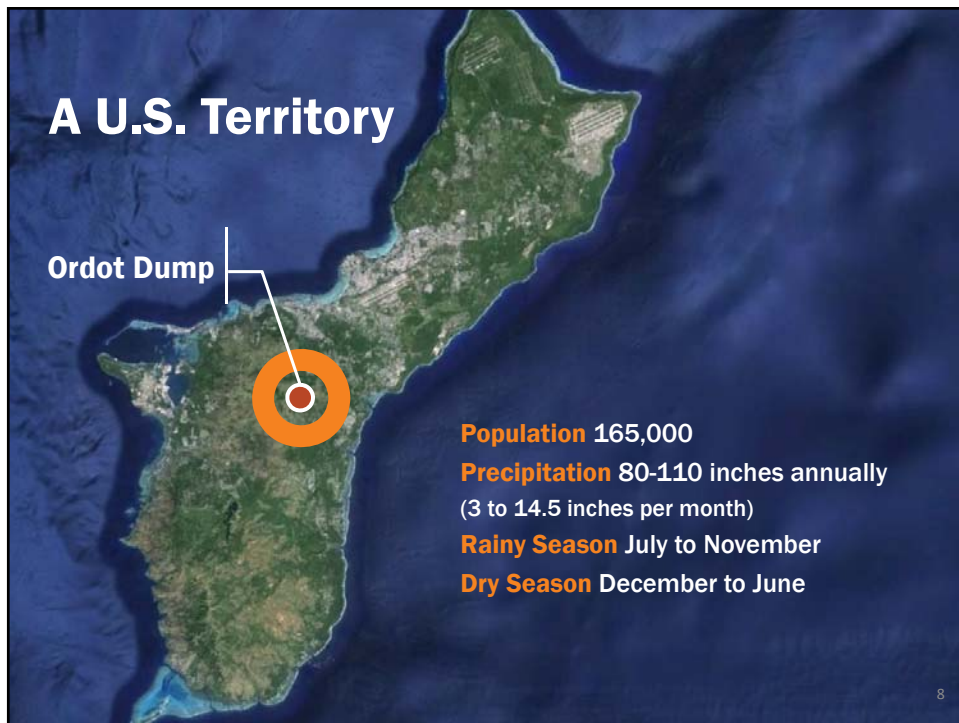 A U.S. Territory
Ordot Dump
Population 165,000
Precipitation 80-110 inches annually
(3 to 14.5 inches per month)
Rainy Season July to November
Dry Season December to June
8